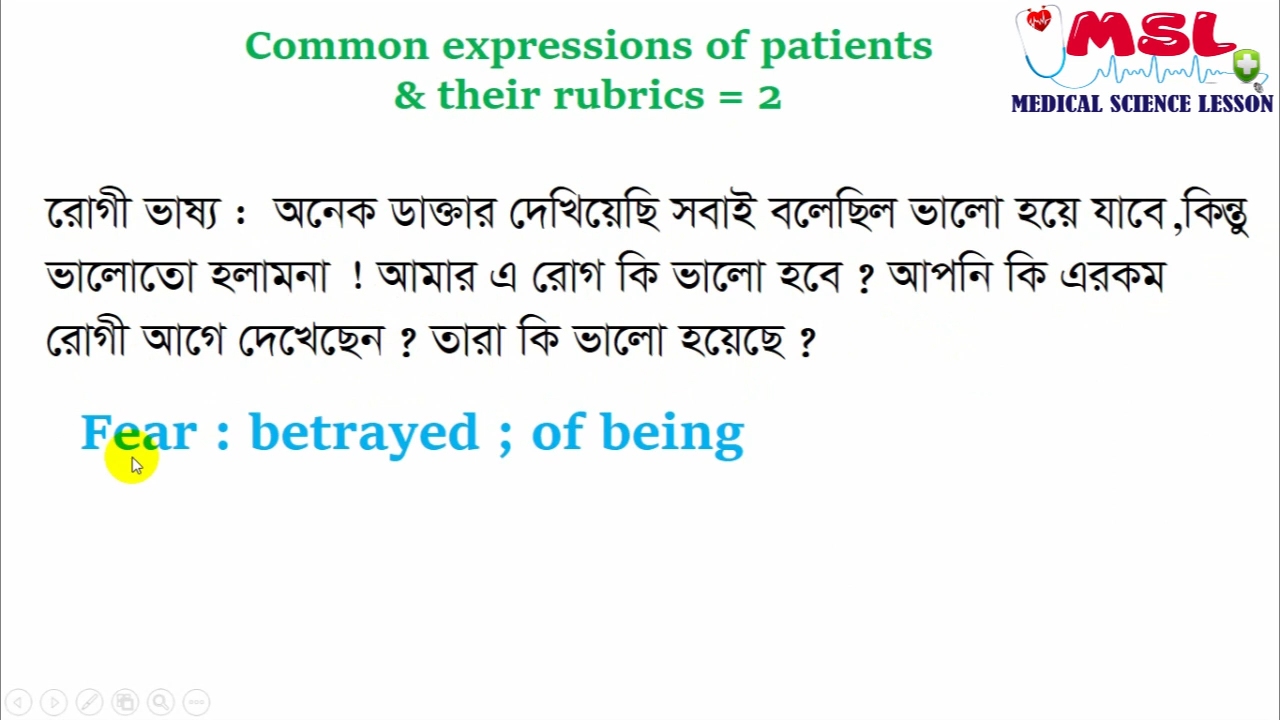 Common expressions of patients
& their rubrics = 2
MSL
MEDICAL SCIENCE LESSON
রোগী ভাষ্য : অনেক ডাক্তার দেখিয়েছি সবাই বলেছিল ভালো হয়ে যাবে ,কিন্তু
ভালোতো হলামনা ! আমার এ রোগ কি ভালো হবে ? আপনি কি এরকম
রোগী আগে দেখেছেন ? তারা কি ভালো হয়েছে ?
Fear : betrayed ; of being